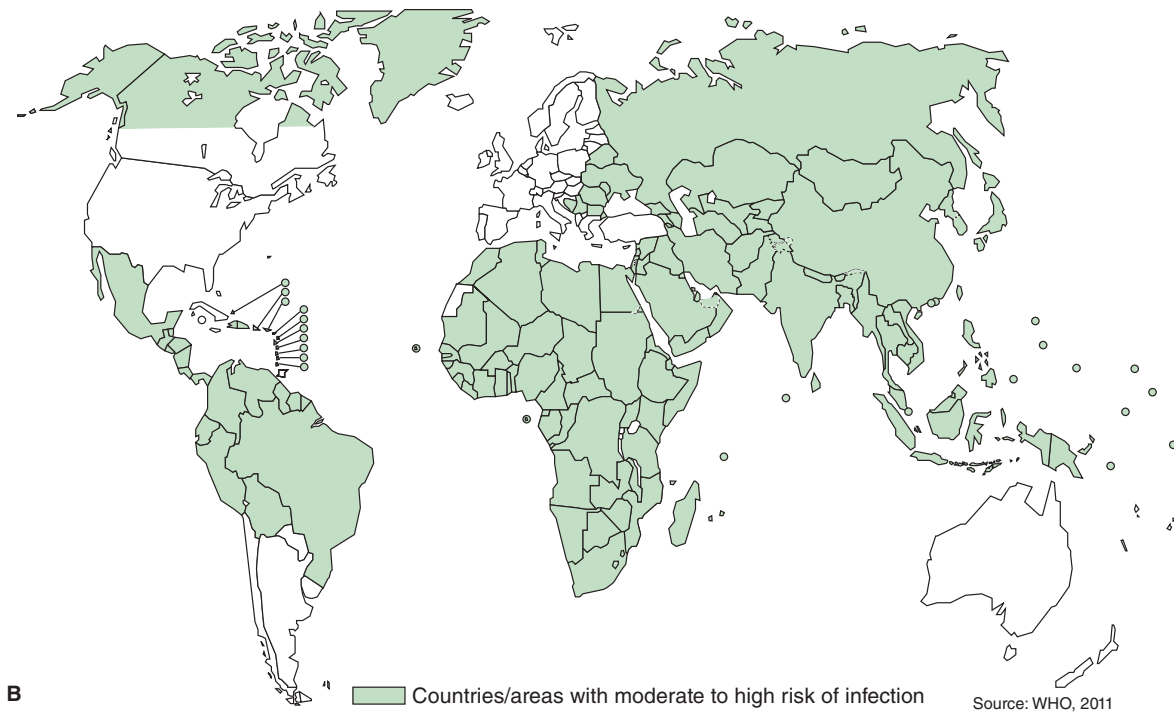 B
Countries/areas with moderate to high risk of infection
Source: WHO, 2011